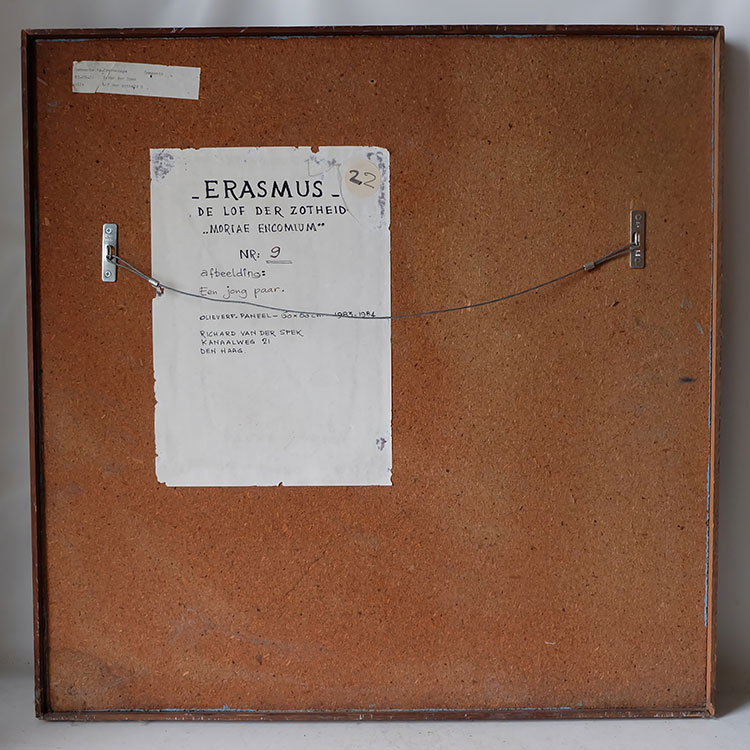 22
- ERASMUS -
DE LOF DER ZOTHEID
„MORIAE ENCOMIUM"
NR: 9
afbeelding:
Een jong paar.
OLIEVERF-PANEEL- 1983-1984
RICHARD VAN DER SPEK
KANAALWEG 21
DEN HAAG.